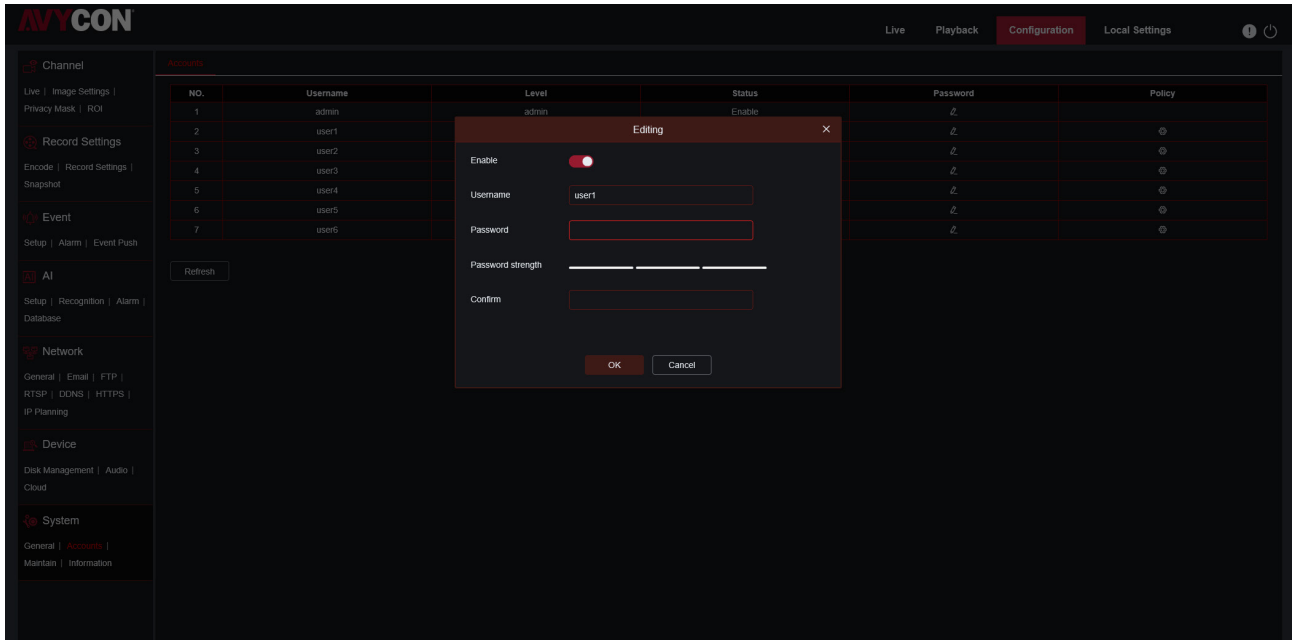 AVYCON
Live Playback Configuration Local Settings
Channel
Live | Image Settings |
Privacy Mask | ROI
Record Settings
Encode | Record Settings |
Snapshot
Event
Setup | Alarm | Event Push
AI AI
Setup | Recognition | Alarm |
Database
Network
General | Email | FTP |
RTSP | DDNS | HTTPS |
IP Planning
Device
Disk Management | Audio |
Cloud
System
General | Accounts |
Maintain | Information
Accounts
NO. Username Level Status Password Policy
1 admin admin Enable
2 user1
3 user2
4 user3
5 user4
6 user5
7 user6
Refresh
Editing ×
Enable
Username user1
Password
Password strength
Confirm
OK Cancel